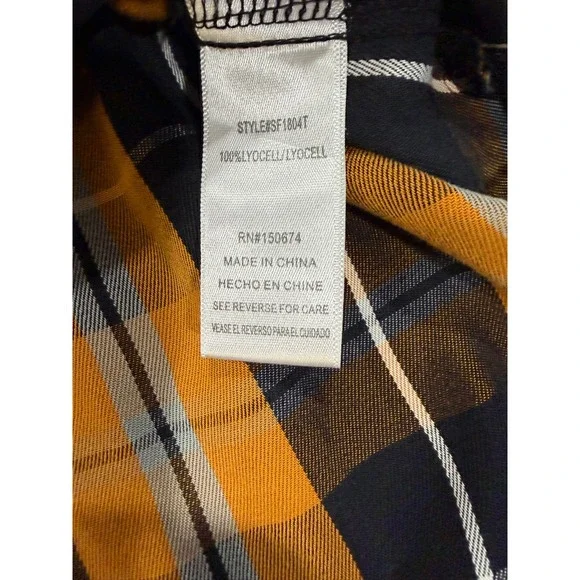 STYLE#SF1804T
100%LYOCELL/LYOCELL
RN#150674
MADE IN CHINA
HECHO EN CHINE
SEE REVERSE FOR CARE
VEASE EL REVERSO PARA EL CUIDADO